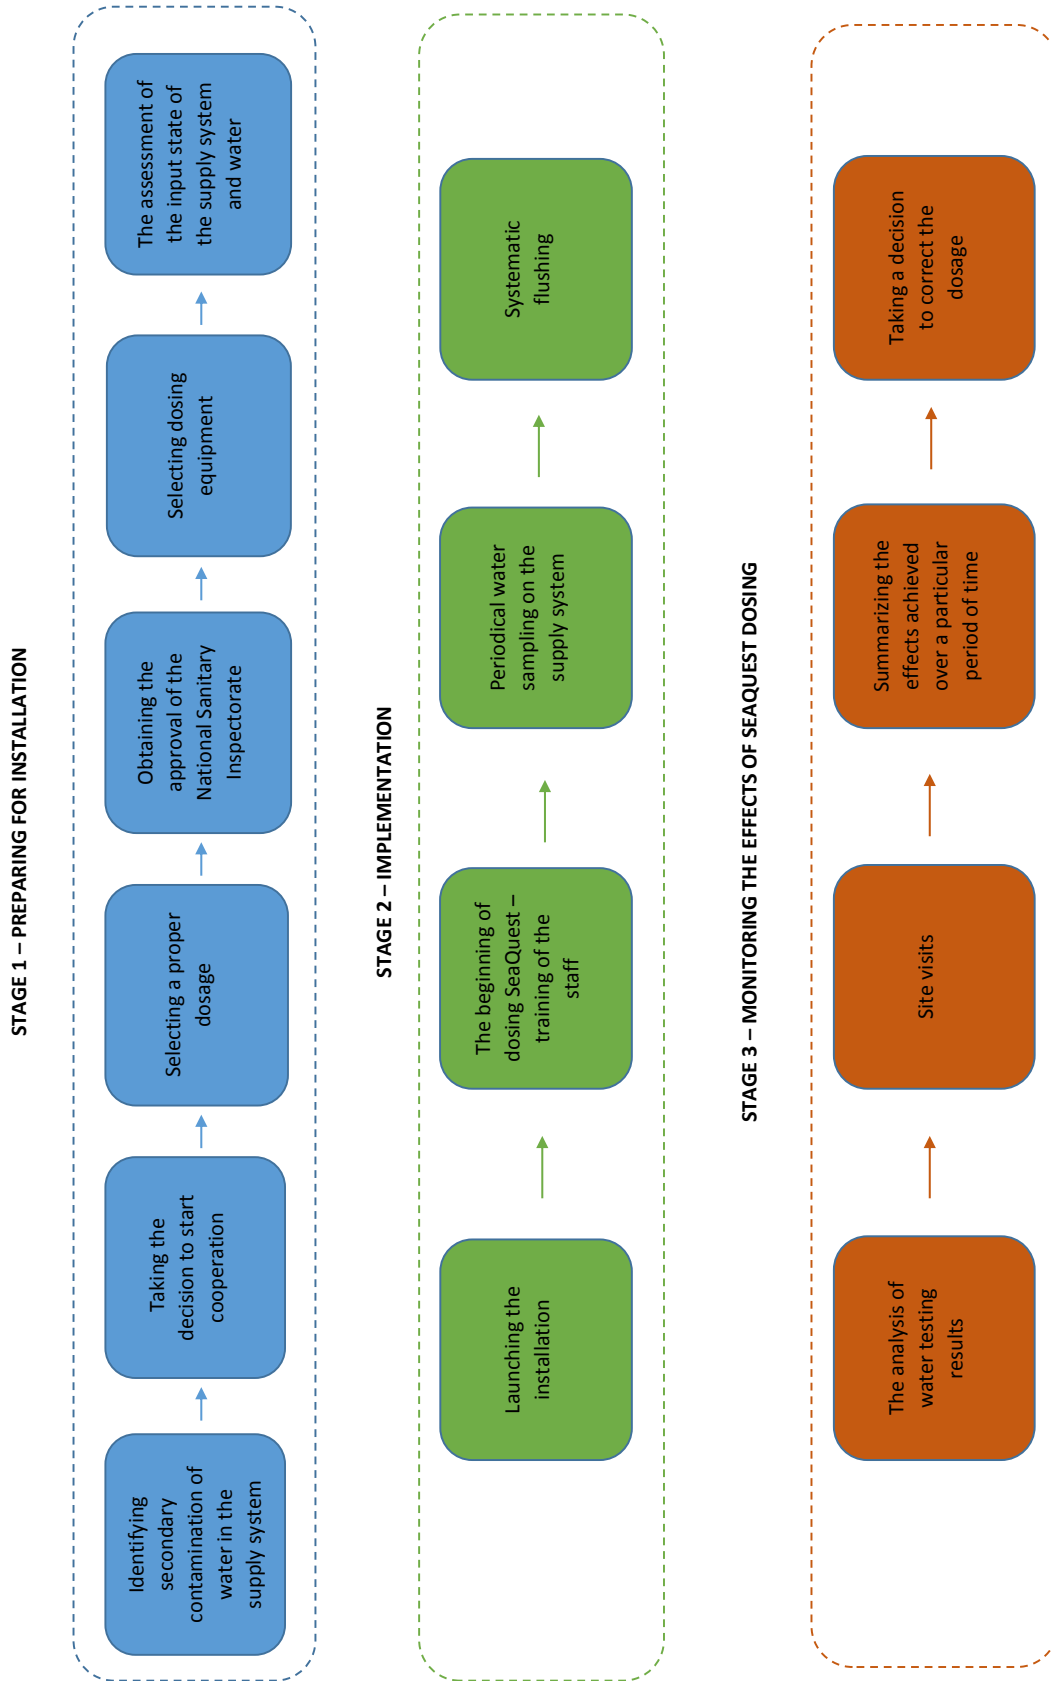 STAGE 1 – PREPARING FOR INSTALLATION
Identifying
secondary
contamination of
water in the
supply system
Taking the
decision to start
cooperation
Selecting a proper
dosage
Obtaining the
approval of the
National Sanitary
Inspectorate
Selecting dosing
equipment
The assessment of
the input state of
the supply system
and water
STAGE 2 – IMPLEMENTATION
Launching the
installation
The beginning of
dosing SeaQuest –
training of the
staff
Periodical water
sampling on the
supply system
Systematic
flushing
STAGE 3 – MONITORING THE EFFECTS OF SEAQUEST DOSING
The analysis of
water testing
results
Site visits
Summarizing the
effects achieved
over a particular
period of time
Taking a decision
to correct the
dosage